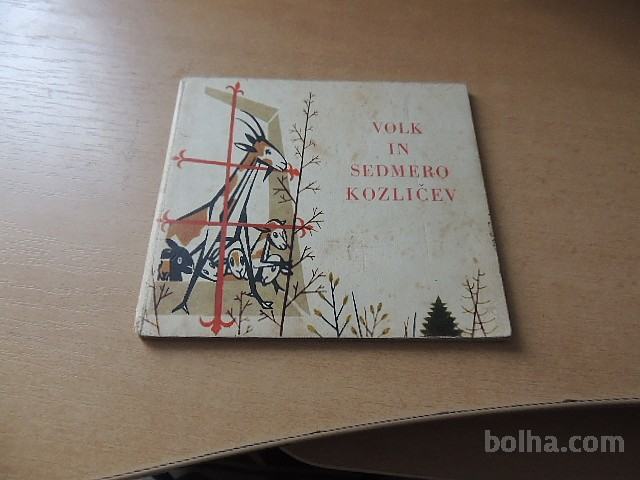 VOLK
IN
SEDMERO
KOZLIČEV
bolha.com